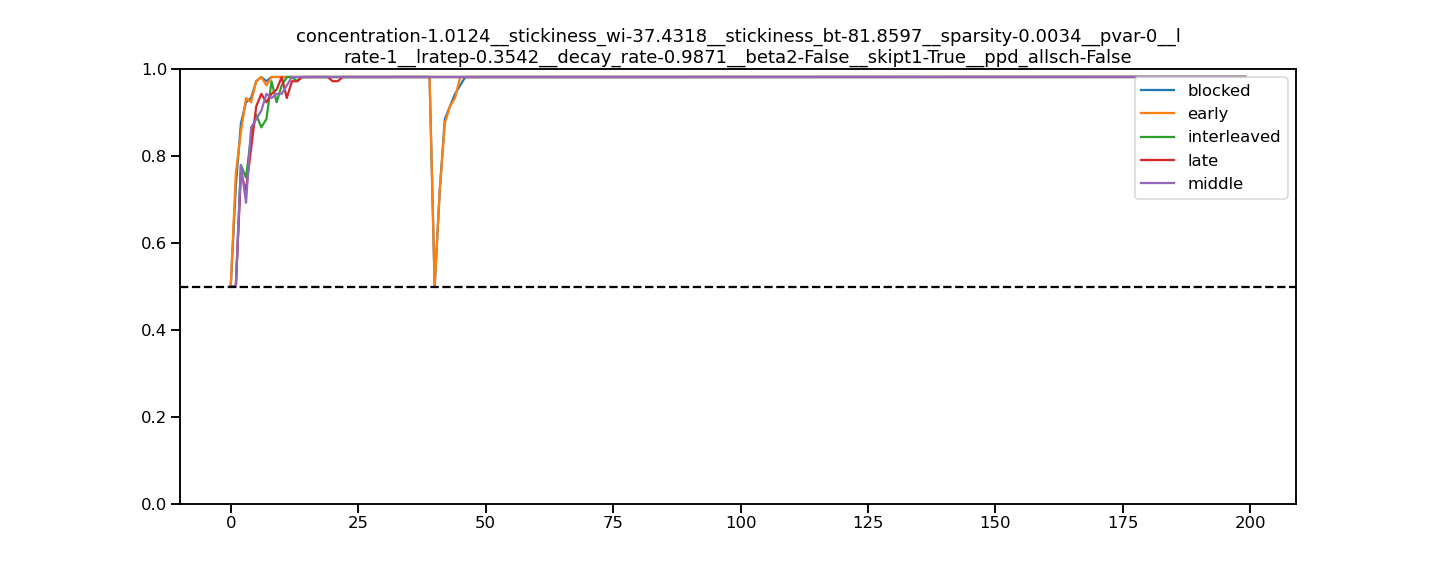 concentration-1.0124__stickiness_wi-37.4318__stickiness_bt-81.8597__sparsity-0.0034__pvar-0__l
rate-1__lratep-0.3542__decay_rate-0.9871__beta2-False__skipt1-True__ppd_allsch-False
1.0
0.8
0.6
0.4
0.2
0.0
blocked
early
interleaved
late
middle
0 25 50 75 100 125 150 175 200